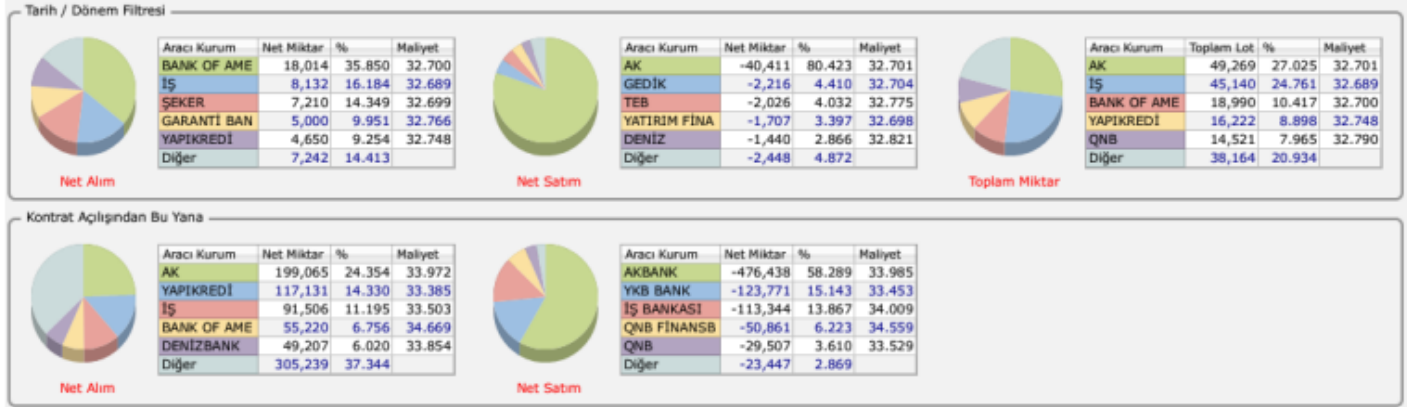 Tarih / Dönem Filtresi
Aracı Kurum Net Miktar % Maliyet
BANK OF AME 18,014 35.850 32.700
İŞ 8,132 16.184 32.689
ŞEKER 7,210 14.349 32.699
GARANTİ BAN 5,000 9.951 32.766
YAPIKREDİ 4,650 9.254 32.748
Diğer 7,242 14.413
Net Alım
Aracı Kurum Net Miktar % Maliyet
AK -40,411 80.423 32.701
GEDİK -2,216 4.410 32.704
TEB -2,026 4.032 32.775
YATIRIM FİNA -1,707 3.397 32.698
DENİZ -1,440 2.866 32.821
Diğer -2,448 4.872
Net Satım
Aracı Kurum Toplam Lot % Maliyet
AK 49,269 27.025 32.701
İŞ 45,140 24.761 32.689
BANK OF AME 18,990 10.417 32.700
YAPIKREDİ 16,222 8.898 32.748
QNB 14,521 7.965 32.790
Diğer 38,164 20.934
Toplam Miktar
Kontrat Açılışından Bu Yana
Aracı Kurum Net Miktar % Maliyet
AK 199,065 24.354 33.972
YAPIKREDİ 117,131 14.330 33.385
İŞ 91,506 11.195 33.503
BANK OF AME 55,220 6.756 34.669
DENİZBANK 49,207 6.020 33.854
Diğer 305,239 37.344
Net Alım
Aracı Kurum Net Miktar % Maliyet
AKBANK -476,438 58.289 33.985
YKB BANK -123,771 15.143 33.453
İŞ BANKASI -113,344 13.867 34.009
QNB FİNANSB -50,861 6.223 34.559
QNB -29,507 3.610 33.529
Diğer -23,447 2.869
Net Satım